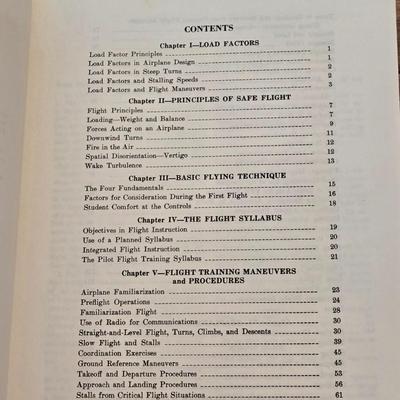 CONTENTS
Chapter I—LOAD FACTORS
Load Factor Principles 1
Load Factors in Airplane Design 1
Load Factors in Steep Turns 2
Load Factors and Stalling Speeds 2
Load Factors and Flight Maneuvers 3
Chapter II—PRINCIPLES OF SAFE FLIGHT
Flight Principles 7
Loading—Weight and Balance 7
Forces Acting on an Airplane 9
Downwind Turns 11
Fire in the Air 12
Spatial Disorientation—Vertigo 12
Wake Turbulence 13
Chapter III—BASIC FLYING TECHNIQUE
The Four Fundamentals 15
Factors for Consideration During the First Flight 16
Student Comfort at the Controls 18
Chapter IV—THE FLIGHT SYLLABUS
Objectives in Flight Instruction 19
Use of a Planned Syllabus 20
Integrated Flight Instruction 20
The Pilot Flight Training Syllabus 21
Chapter V—FLIGHT TRAINING MANEUVERS
and PROCEDURES
Airplane Familiarization 23
Preflight Operations 24
Familiarization Flight 28
Use of Radio for Communications 30
Straight-and-Level Flight, Turns, Climbs, and Descents 30
Slow Flight and Stalls 39
Coordination Exercises 45
Ground Reference Maneuvers 45
Takeoff and Departure Procedures 53
Approach and Landing Procedures 56
Stalls from Critical Flight Situations 61